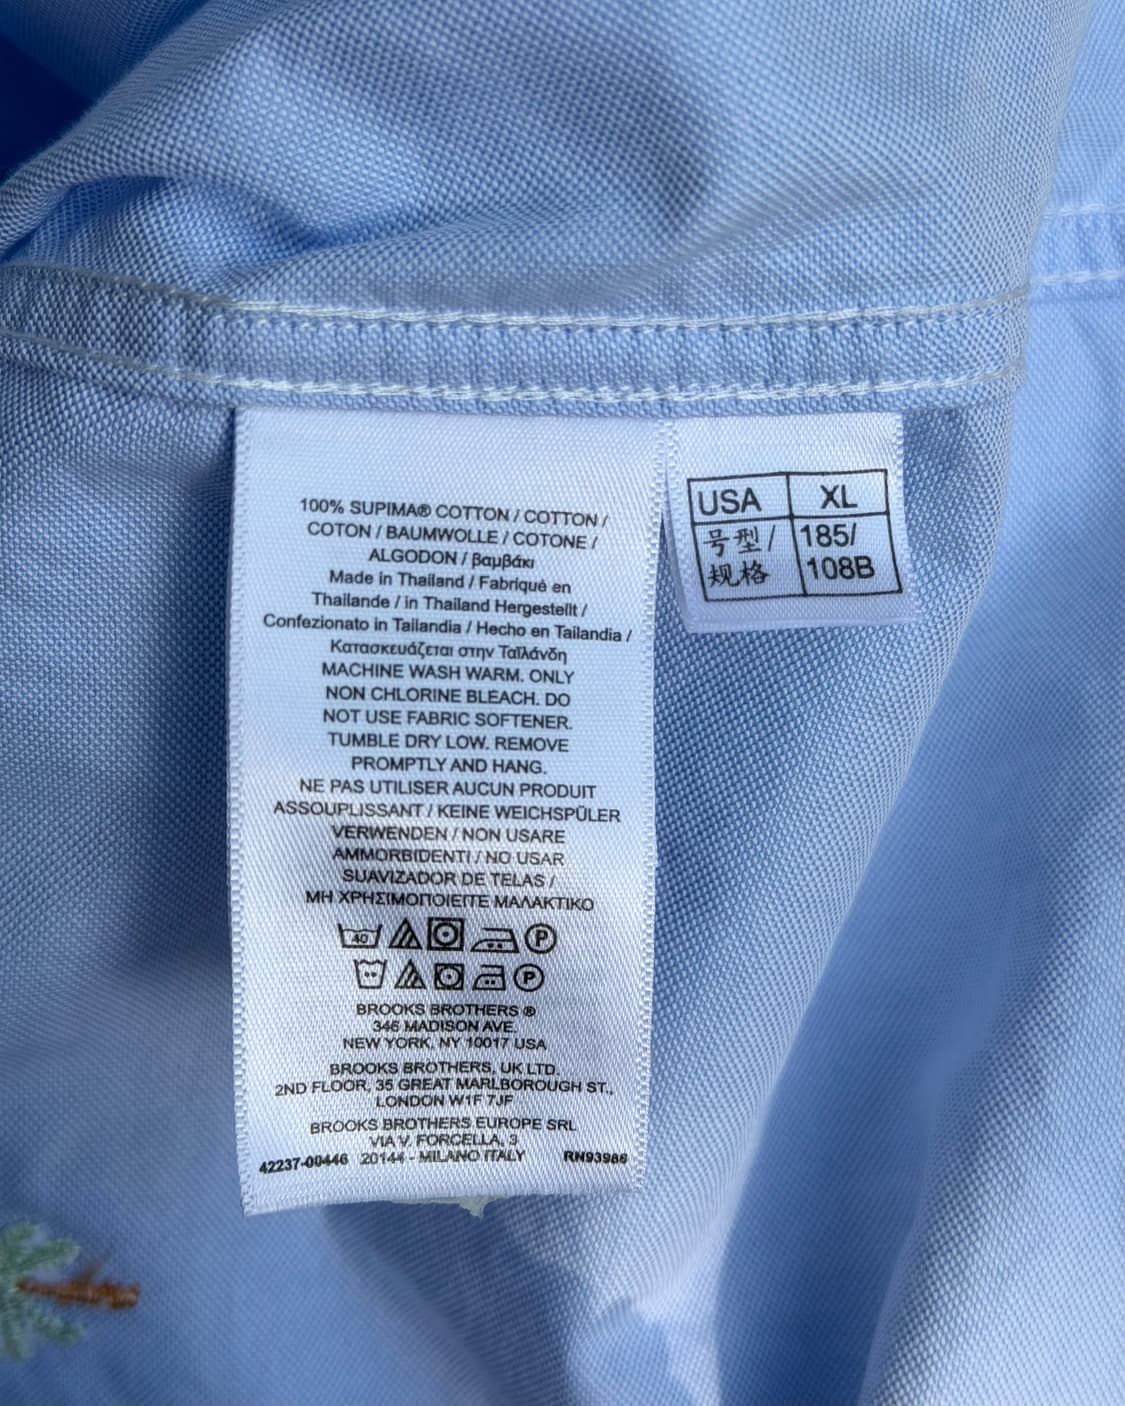 100% SUPIMA® COTTON / COTTON /
COTON / BAUMWOLLE / COTONE /
ALGODON / βαμβάκι
Made in Thailand / Fabriqué en
Thaïlande / in Thailand Hergestellt /
Confezionato in Tailandia / Hecho en Tailandia /
Κατασκευάζεται στην Ταϊλάνδη
MACHINE WASH WARM. ONLY
NON CHLORINE BLEACH. DO
NOT USE FABRIC SOFTENER.
TUMBLE DRY LOW. REMOVE
PROMPTLY AND HANG.
NE PAS UTILISER AUCUN PRODUIT
ASSOUPLISSANT / KEINE WEICHSPÜLER
VERWENDEN / NON USARE
AMMORBIDENTI / NO USAR
SUAVIZADOR DE TELAS /
ΜΗ ΧΡΗΣΙΜΟΠΟΙΕΙΤΕ ΜΑΛΑΚΤΙΚΟ
40 P
P
BROOKS BROTHERS ®
346 MADISON AVE.
NEW YORK, NY 10017 USA
BROOKS BROTHERS, UK LTD.
2ND FLOOR, 35 GREAT MARLBOROUGH ST.,
LONDON W1F 7JF
BROOKS BROTHERS EUROPE SRL
VIA V. FORCELLA, 3
42237-00446 20144 - MILANO ITALY RN93986
USA XL
号型/ 185/
规格 108B